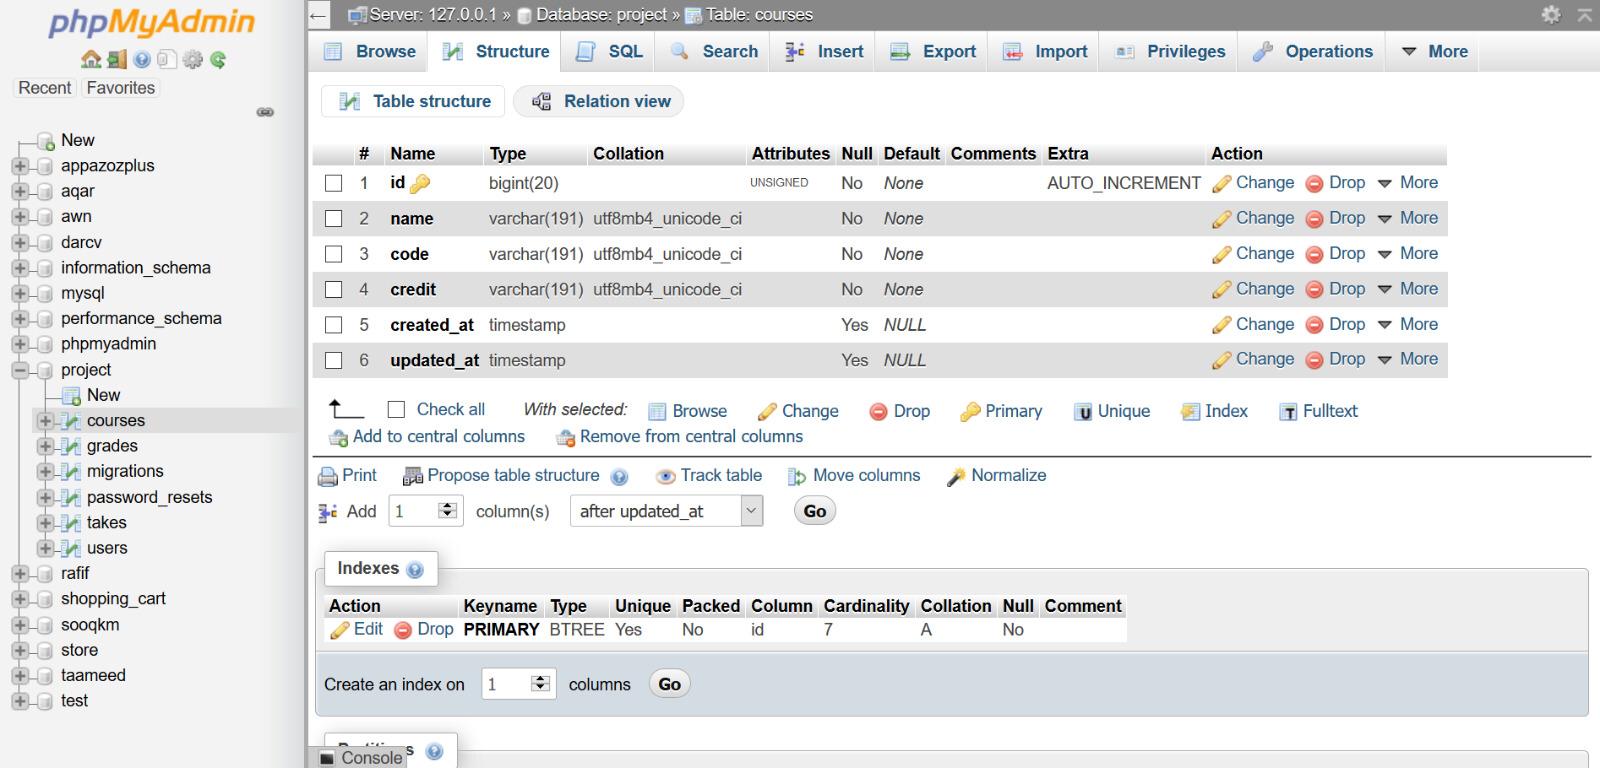 phpMyAdmin
Recent Favorites
New
appazozplus
aqar
awn
darcv
information_schema
mysql
performance_schema
phpmyadmin
project
New
courses
grades
migrations
password_resets
takes
users
rafif
shopping_cart
sooqkm
store
taameed
test
Server: 127.0.0.1 » Database: project » Table: courses
Browse Structure SQL Search Insert Export Import Privileges Operations More
Table structure Relation view
# Name Type Collation Attributes Null Default Comments Extra Action
1 id bigint(20) UNSIGNED No None AUTO_INCREMENT Change Drop More
2 name varchar(191) utf8mb4_unicode_ci No None Change Drop More
3 code varchar(191) utf8mb4_unicode_ci No None Change Drop More
4 credit varchar(191) utf8mb4_unicode_ci No None Change Drop More
5 created_at timestamp Yes NULL Change Drop More
6 updated_at timestamp Yes NULL Change Drop More
Check all With selected: Browse Change Drop Primary Unique Index Fulltext
Add to central columns Remove from central columns
Print Propose table structure Track table Move columns Normalize
Add 1 column(s) after updated_at Go
Indexes
Action Keyname Type Unique Packed Column Cardinality Collation Null Comment
Edit Drop PRIMARY BTREE Yes No id 7 A No
Create an index on 1 columns Go
Console